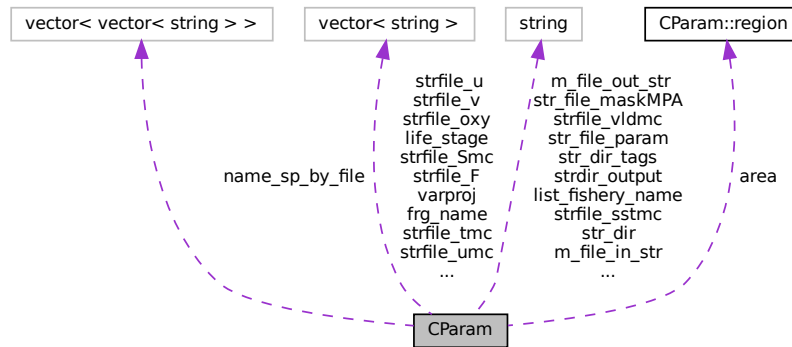 vector< vector< string > >
vector< string >
string
CParam::region
name_sp_by_file
strfile_u
strfile_v
strfile_oxy
life_stage
strfile_Smc
strfile_F
varproj
frg_name
strfile_tmc
strfile_umc
...
m_file_out_str
str_file_maskMPA
strfile_vldmc
str_file_param
str_dir_tags
strdir_output
list_fishery_name
strfile_sstmc
str_dir
m_file_in_str
...
area
CParam